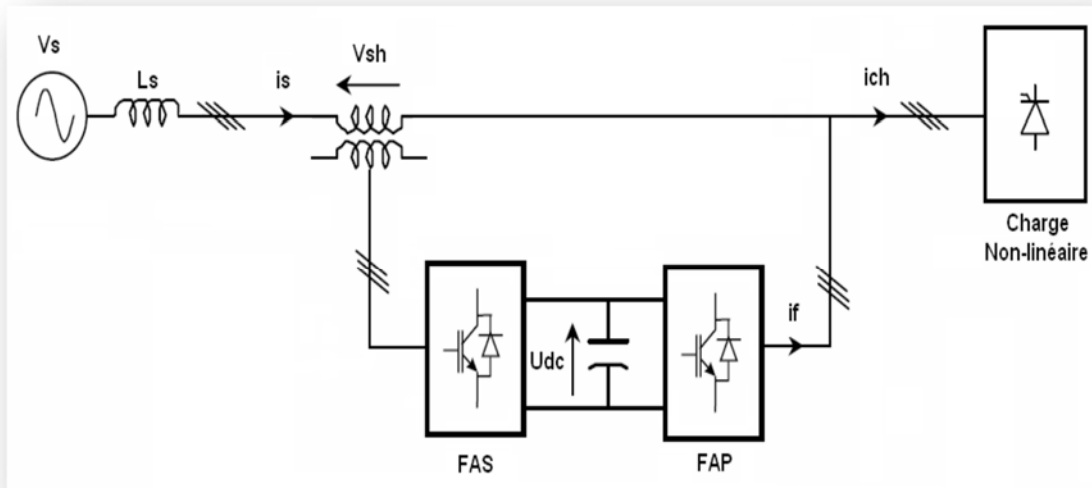 Vs
Ls
is
Vsh
ich
Charge
Non-linéaire
Udc
if
FAS
FAP